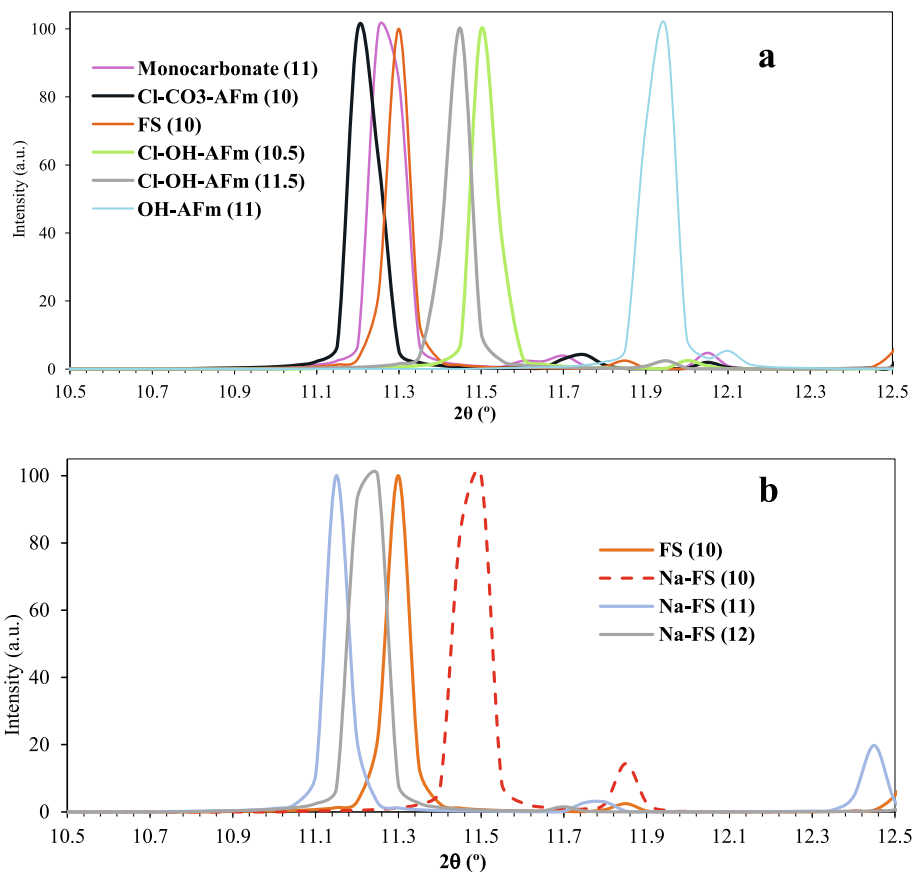 a
100
80
60
40
20
0
Intensity (a.u.)
Monocarbonate (11)
Cl-CO3-AFm (10)
FS (10)
Cl-OH-AFm (10.5)
Cl-OH-AFm (11.5)
OH-AFm (11)
10.5 10.7 10.9 11.1 11.3 11.5 11.7 11.9 12.1 12.3 12.5
2θ (º)
b
100
80
60
40
20
0
Intensity (a.u.)
FS (10)
Na-FS (10)
Na-FS (11)
Na-FS (12)
10.5 10.7 10.9 11.1 11.3 11.5 11.7 11.9 12.1 12.3 12.5
2θ (º)